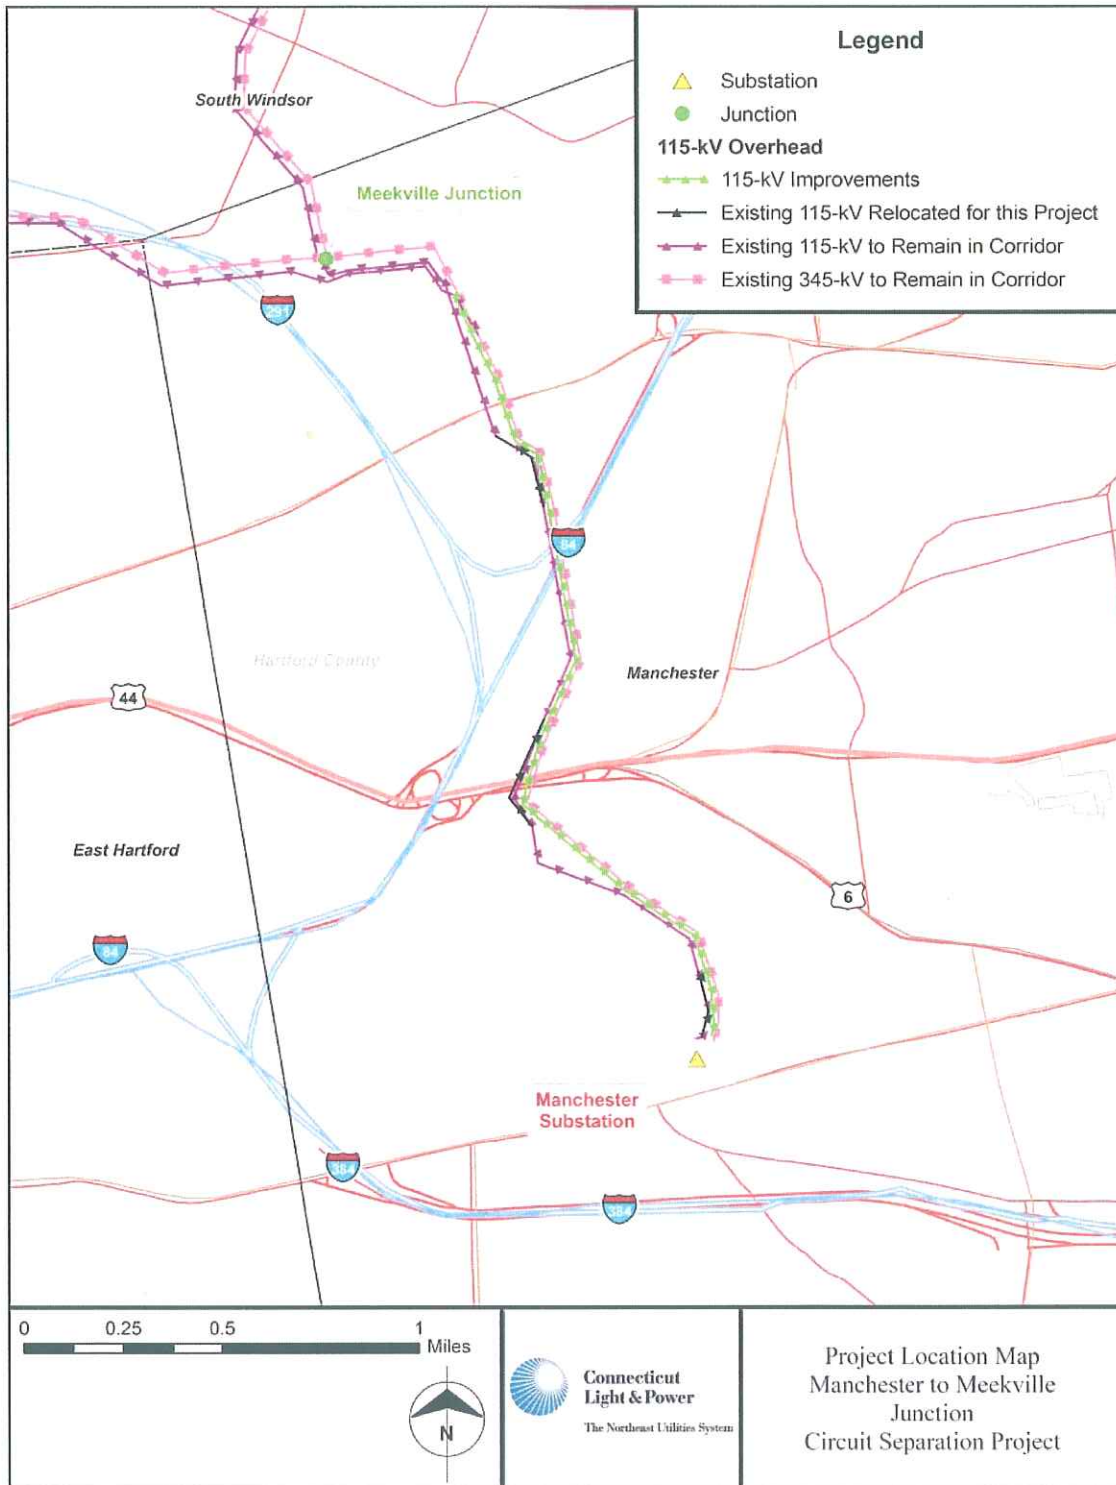 Legend
Substation
Junction
115-kV Overhead
115-kV Improvements
Existing 115-kV Relocated for this Project
Existing 115-kV to Remain in Corridor
Existing 345-kV to Remain in Corridor
South Windsor
Meekville Junction
291
84
Hartford County
Manchester
44
East Hartford
6
84
Manchester
Substation
384
384
0 0.25 0.5 1
Miles
N
Connecticut
Light & Power
The Northeast Utilities System
Project Location Map
Manchester to Meekville
Junction
Circuit Separation Project